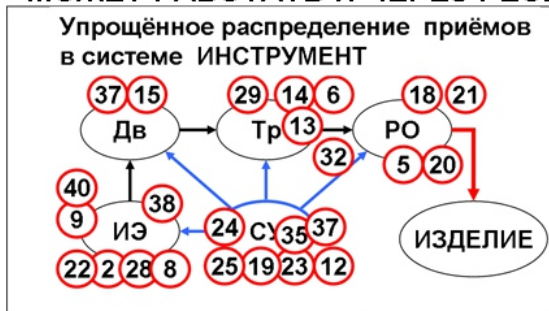 Упрощённое распределение приёмов
в системе ИНСТРУМЕНТ
37 15 29 14 6 18 21
Дв Тр 13 РО
32 5 20
40
9 38
ИЭ 24 35 37 ИЗДЕЛИЕ
22 2 28 8 25 19 23 12